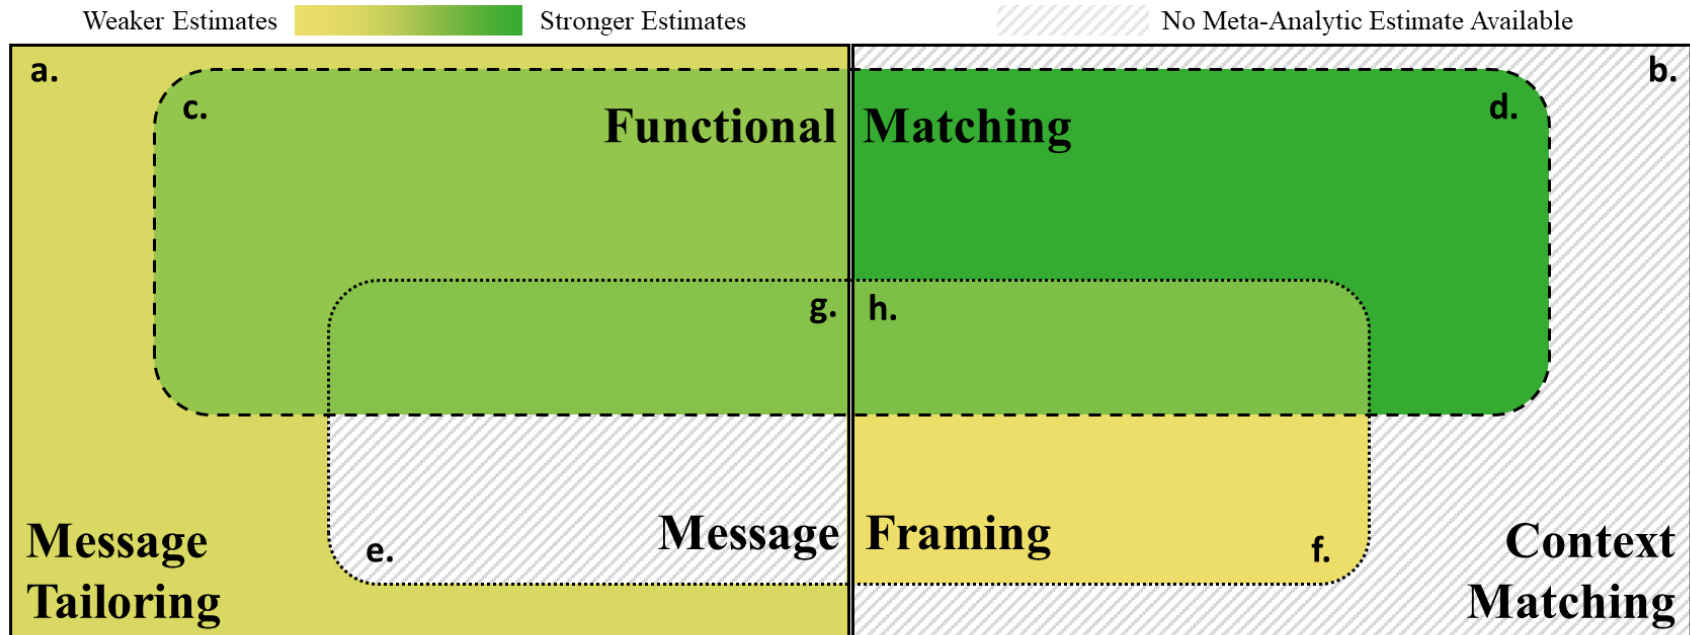 Weaker Estimates Stronger Estimates No Meta-Analytic Estimate Available
a. b.
c. d.
Functional Matching
g. h.
Message Framing
e. f.
Message
Tailoring
Context
Matching